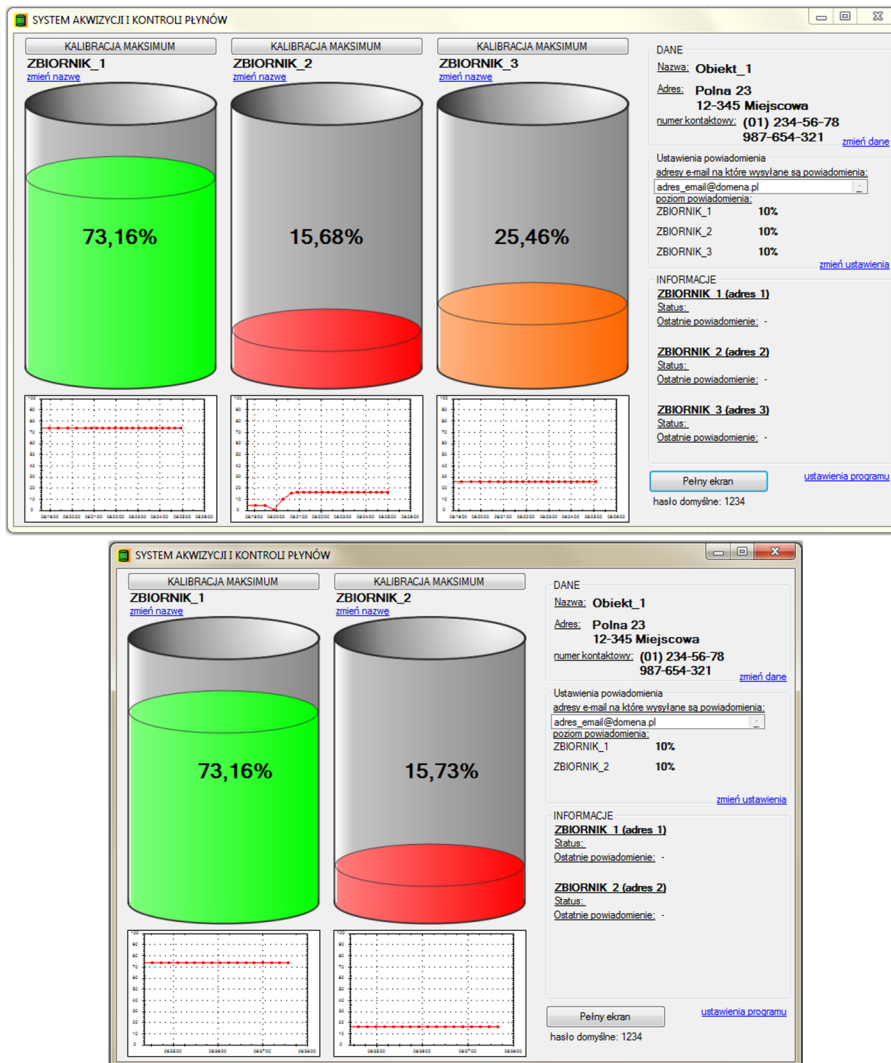 SYSTEM AKWIZYCJI I KONTROLI PŁYNÓW
KALIBRACJA MAKSIMUM
KALIBRACJA MAKSIMUM
KALIBRACJA MAKSIMUM
ZBIORNIK_1
ZBIORNIK_2
ZBIORNIK_3
zmień nazwę
zmień nazwę
zmień nazwę
73,16%
15,68%
25,46%
DANE
Nazwa: Obiekt_1
Adres: Polna 23
12-345 Miejscowa
numer kontaktowy: (01) 234-56-78
987-654-321
zmień dane
Ustawienia powiadomienia
adresy e-mail na które wysyłane są powiadomienia:
adres_email@domena.pl
poziom powiadomienia:
ZBIORNIK_1 10%
ZBIORNIK_2 10%
ZBIORNIK_3 10%
zmień ustawienia
INFORMACJE
ZBIORNIK_1 (adres 1)
Status:
Ostatnie powiadomienie: -
ZBIORNIK_2 (adres 2)
Status:
Ostatnie powiadomienie: -
ZBIORNIK_3 (adres 3)
Status:
Ostatnie powiadomienie: -
Pełny ekran
ustawienia programu
hasło domyślne: 1234
SYSTEM AKWIZYCJI I KONTROLI PŁYNÓW
KALIBRACJA MAKSIMUM
KALIBRACJA MAKSIMUM
ZBIORNIK_1
ZBIORNIK_2
zmień nazwę
zmień nazwę
73,16%
15,73%
DANE
Nazwa: Obiekt_1
Adres: Polna 23
12-345 Miejscowa
numer kontaktowy: (01) 234-56-78
987-654-321
zmień dane
Ustawienia powiadomienia
adresy e-mail na które wysyłane są powiadomienia:
adres_email@domena.pl
poziom powiadomienia:
ZBIORNIK_1 10%
ZBIORNIK_2 10%
zmień ustawienia
INFORMACJE
ZBIORNIK_1 (adres 1)
Status:
Ostatnie powiadomienie: -
ZBIORNIK_2 (adres 2)
Status:
Ostatnie powiadomienie: -
Pełny ekran
ustawienia programu
hasło domyślne: 1234